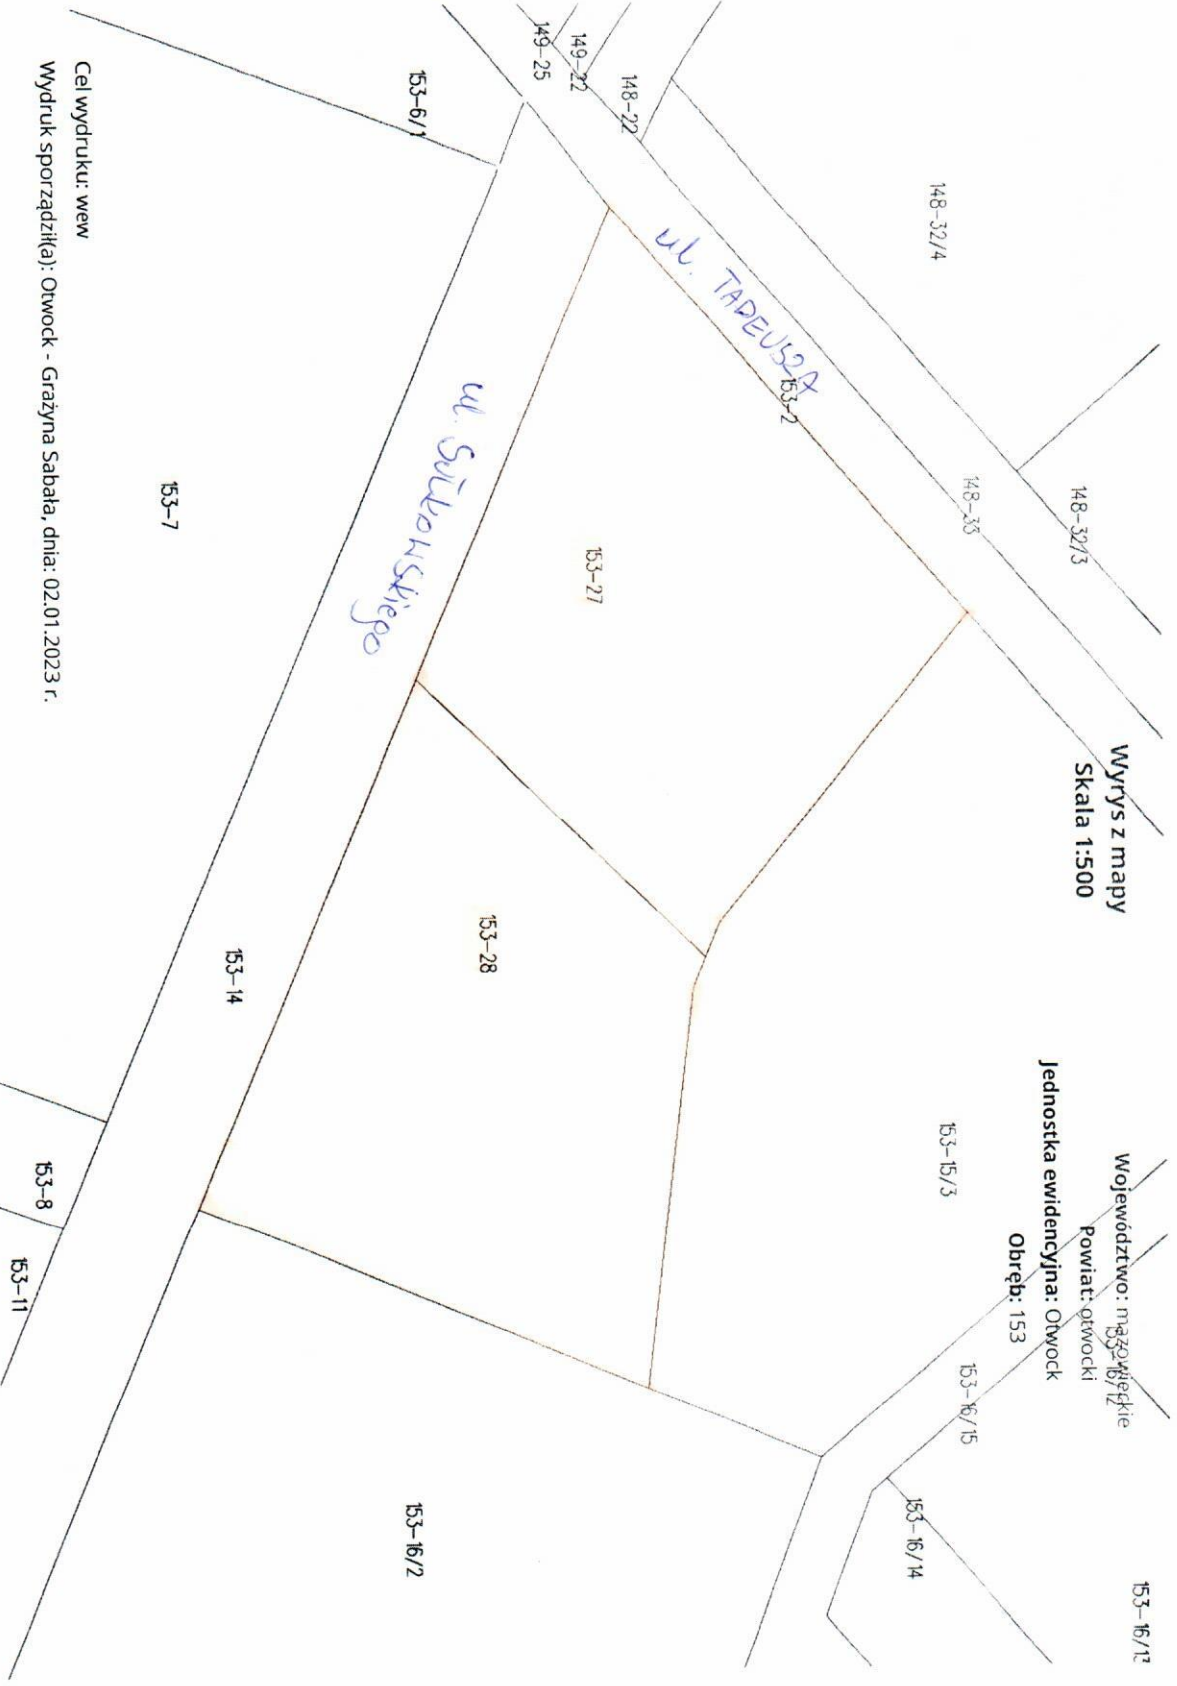 Wyrys z mapy
Skala 1:500
Województwo: mazowieckie
Powiat: otwocki
Jednostka ewidencyjna: Otwock
Obręb: 153
149-25
149-22
148-22
148-32/4
148-32/3
148-33
153-2
ul. TADEUSZA
153-6/1
153-27
ul. Sułkowskiego
153-7
153-28
153-14
153-15/3
153-16/12
153-16/15
153-16/14
153-16/2
153-8
153-11
Cel wydruku: wew
Wydruk sporządził(a): Otwock - Grażyna Sabała, dnia: 02.01.2023 r.